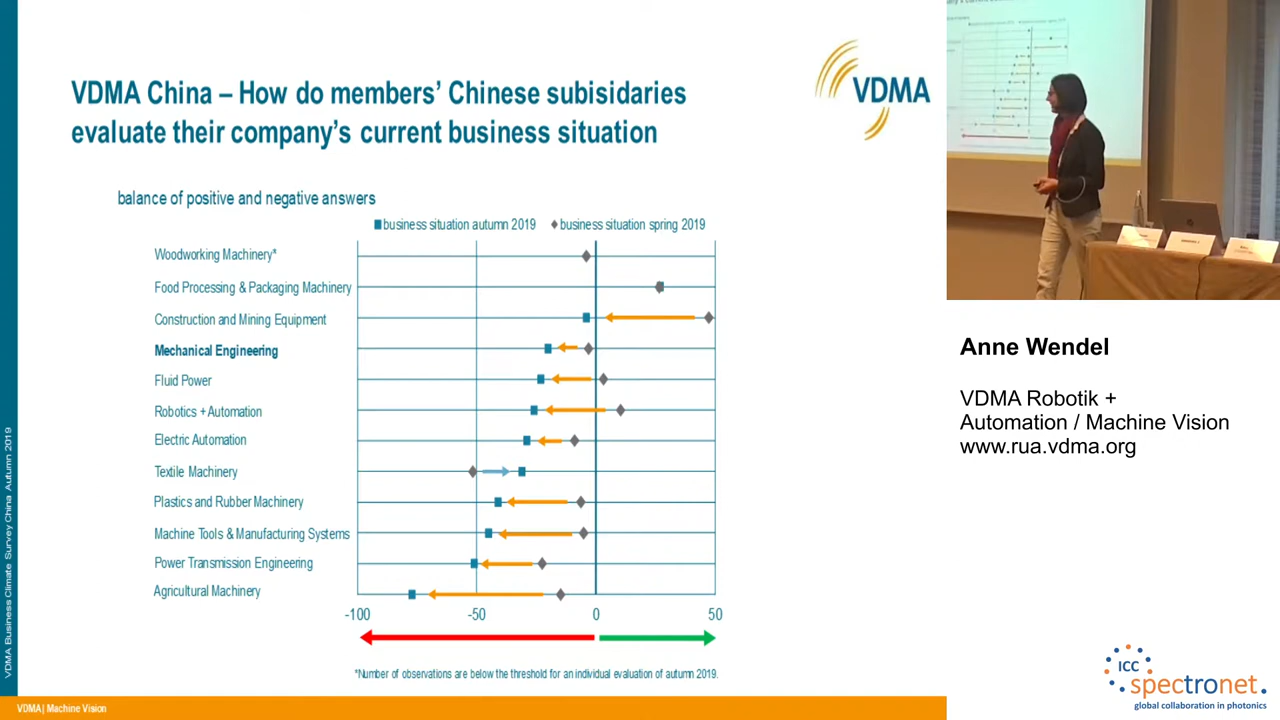 VDMA China – How do members' Chinese subisidaries
evaluate their company's current business situation
VDMA
balance of positive and negative answers
business situation autumn 2019
business situation spring 2019
Woodworking Machinery*
Food Processing & Packaging Machinery
Construction and Mining Equipment
Mechanical Engineering
Fluid Power
Robotics + Automation
Electric Automation
Textile Machinery
Plastics and Rubber Machinery
Machine Tools & Manufacturing Systems
Power Transmission Engineering
Agricultural Machinery
-100
-50
0
50
*Number of observations are below the threshold for an individual evaluation of autumn 2019.
VDMA Business Climate Survey China Autumn 2019
VDMA | Machine Vision
Anne Wendel
VDMA Robotik +
Automation / Machine Vision
www.rua.vdma.org
ICC
spectronet.
global collaboration in photonics